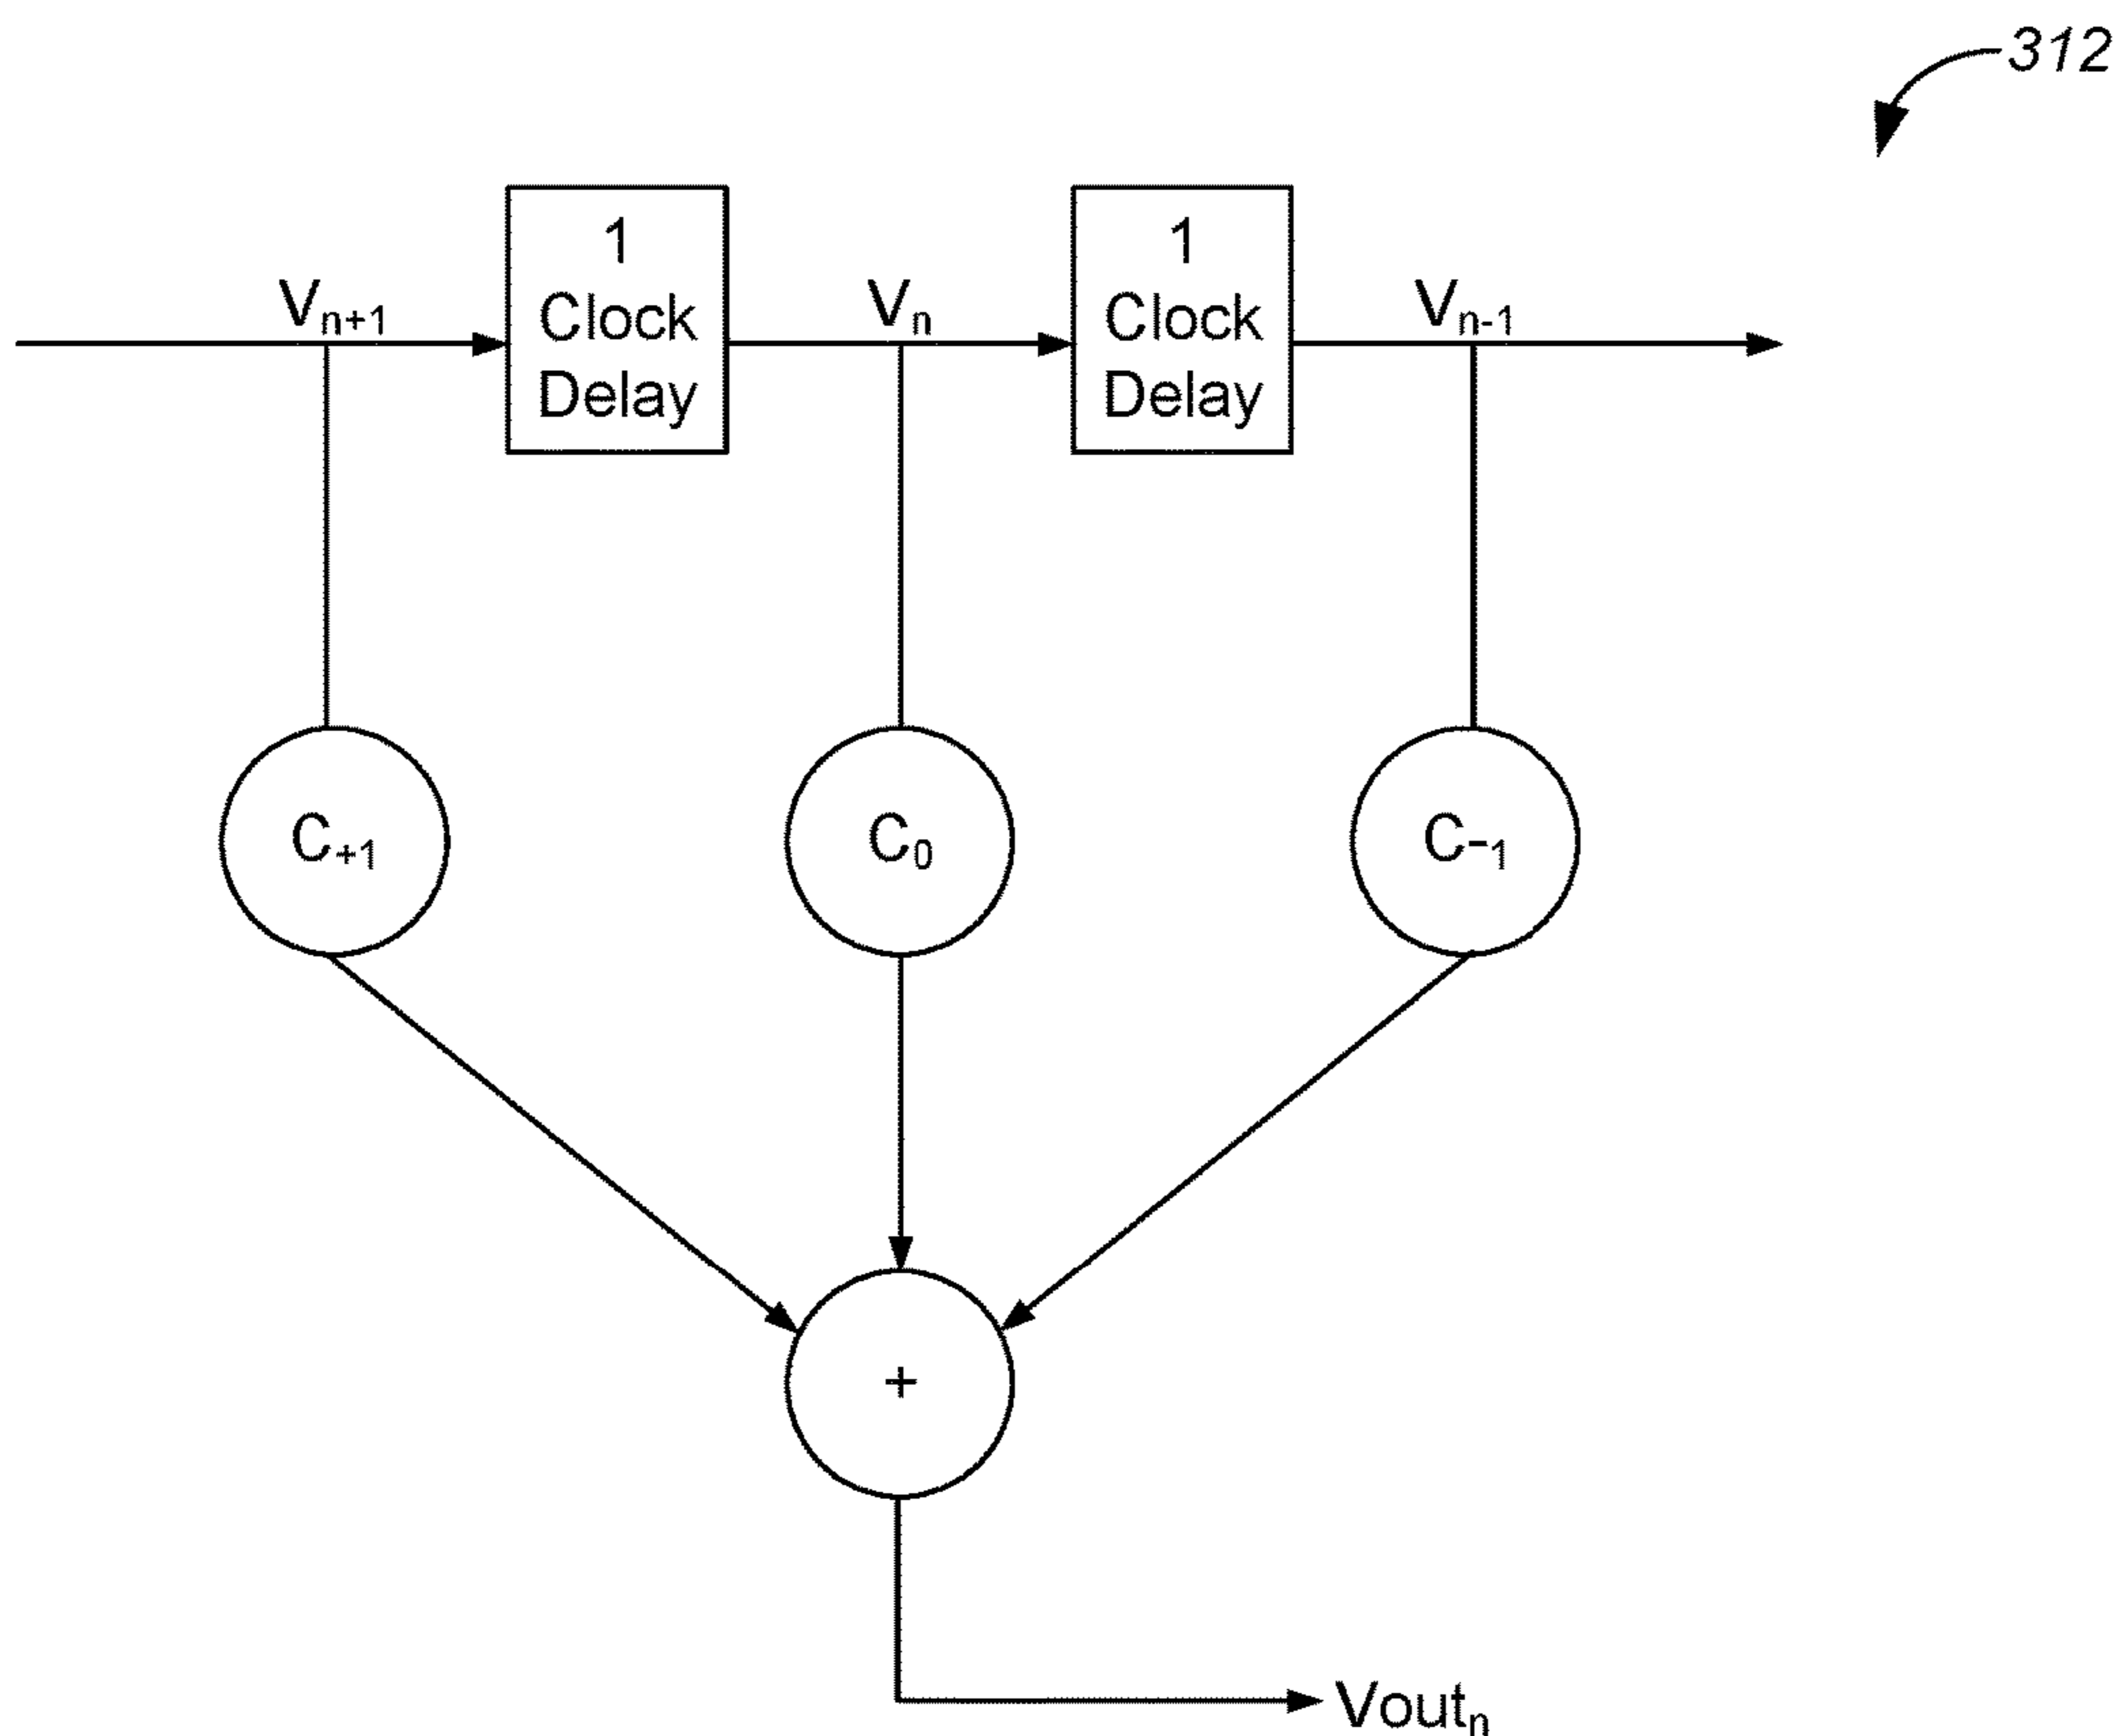 312
1
Clock
Delay
1
Clock
Delay
Vₙ₊₁
Vₙ
Vₙ₋₁
C₊₁
C₀
C-₁
+
Voutₙ